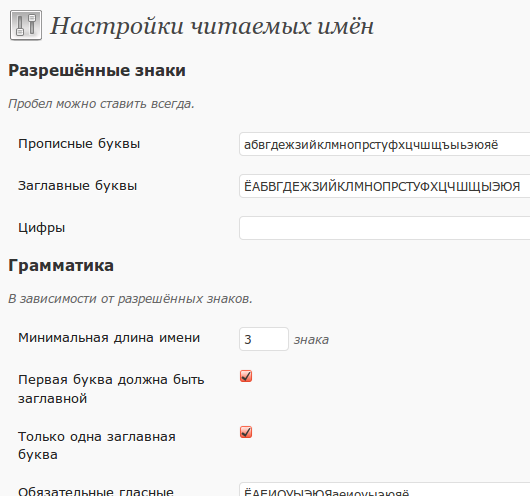 Настройки читаемых имён
Разрешённые знаки
Пробел можно ставить всегда.
Прописные буквы
абвгдежзийклмнопрстуфхцчшщъыьэюяё
Заглавные буквы
ЁАБВГДЕЖЗИЙКЛМНОПРСТУФХЦЧШЩЫЭЮЯ
Цифры
Грамматика
В зависимости от разрешённых знаков.
Минимальная длина имени
3 знака
Первая буква должна быть
заглавной
Только одна заглавная
буква
Обязательные гласные
ЁАЕИОУЫЭЮЯаеиоуыэюяё